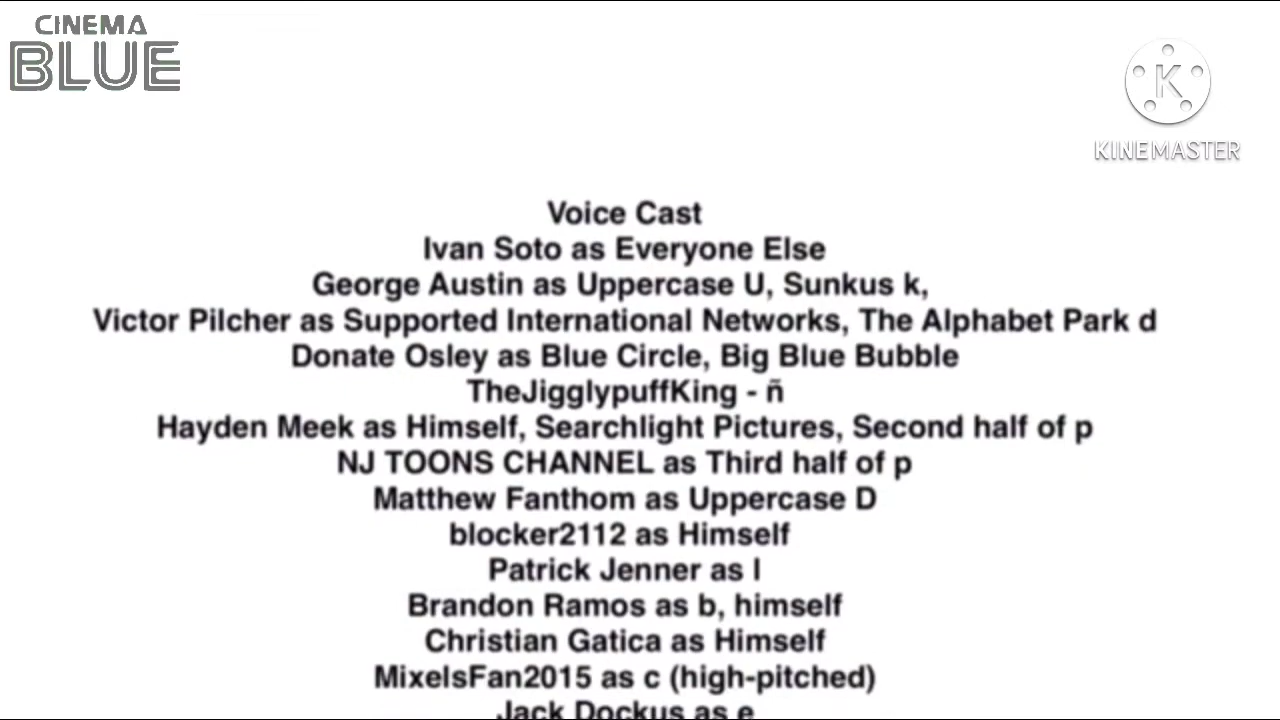 CINEMA
BLUE
K
KINEMASTER
Voice Cast
Ivan Soto as Everyone Else
George Austin as Uppercase U, Sunkus k,
Victor Pilcher as Supported International Networks, The Alphabet Park d
Donate Osley as Blue Circle, Big Blue Bubble
TheJigglypuffKing - ñ
Hayden Meek as Himself, Searchlight Pictures, Second half of p
NJ TOONS CHANNEL as Third half of p
Matthew Fanthom as Uppercase D
blocker2112 as Himself
Patrick Jenner as l
Brandon Ramos as b, himself
Christian Gatica as Himself
MixelsFan2015 as c (high-pitched)
Jack Dockus as e